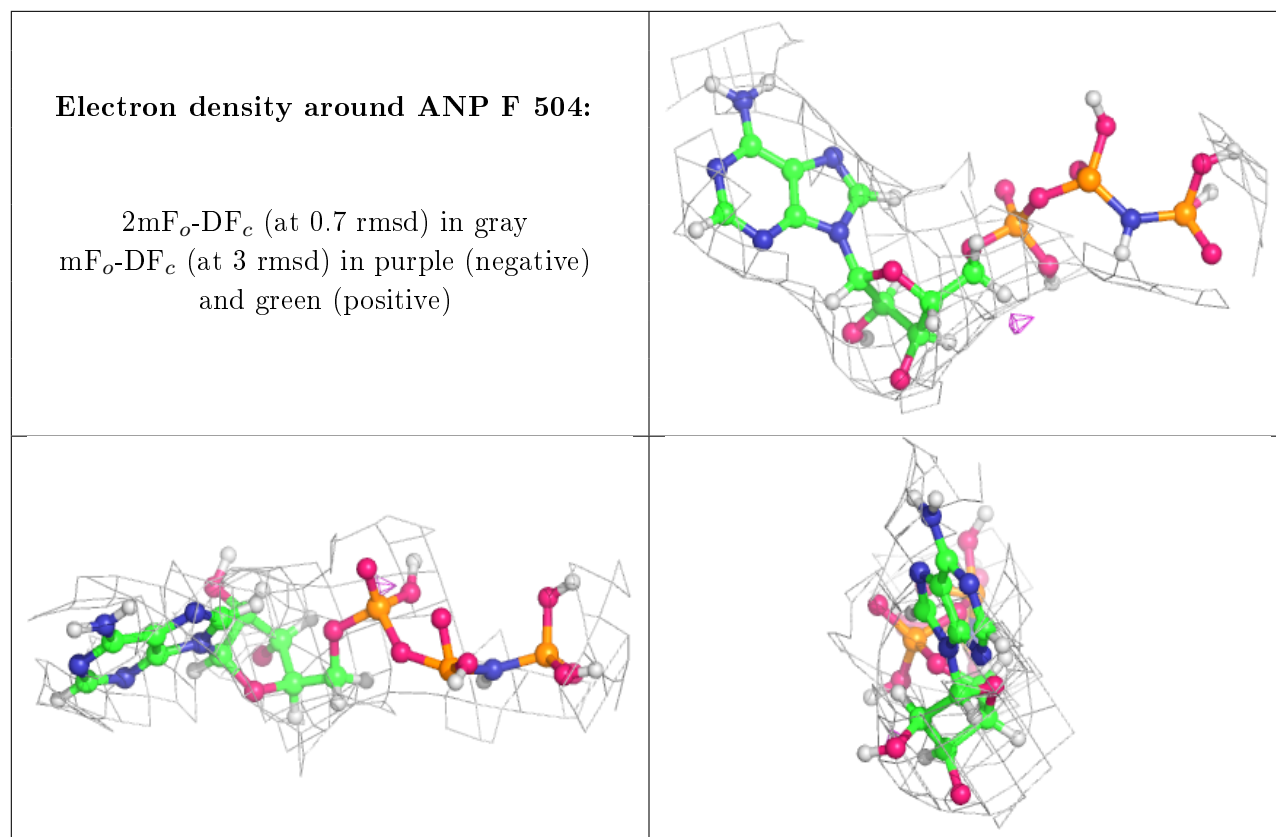 Electron density around ANP F 504:
2mFₒ-DF𝒸 (at 0.7 rmsd) in gray
mFₒ-DF𝒸 (at 3 rmsd) in purple (negative)
and green (positive)